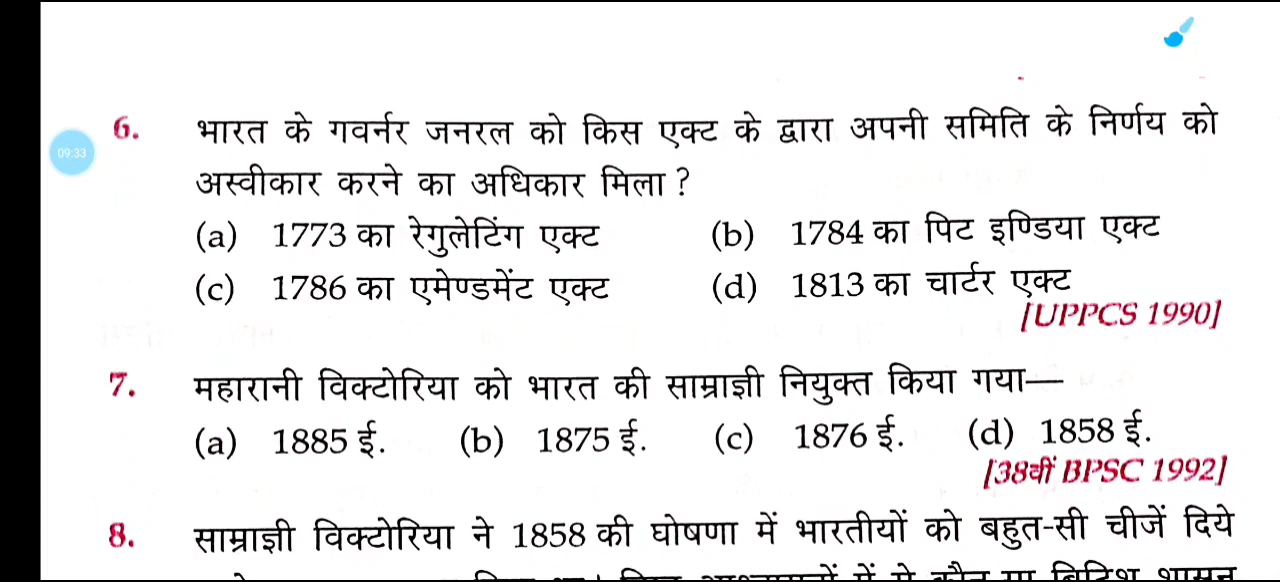 6. भारत के गवर्नर जनरल को किस एक्ट के द्वारा अपनी समिति के निर्णय को
09:33
अस्वीकार करने का अधिकार मिला ?
(a) 1773 का रेगुलेटिंग एक्ट (b) 1784 का पिट इण्डिया एक्ट
(c) 1786 का एमेण्डमेंट एक्ट (d) 1813 का चार्टर एक्ट
[UPPCS 1990]
7. महारानी विक्टोरिया को भारत की साम्राज्ञी नियुक्त किया गया—
(a) 1885 ई. (b) 1875 ई. (c) 1876 ई. (d) 1858 ई.
[38वीं BPSC 1992]
8. साम्राज्ञी विक्टोरिया ने 1858 की घोषणा में भारतीयों को बहुत-सी चीजें दिये